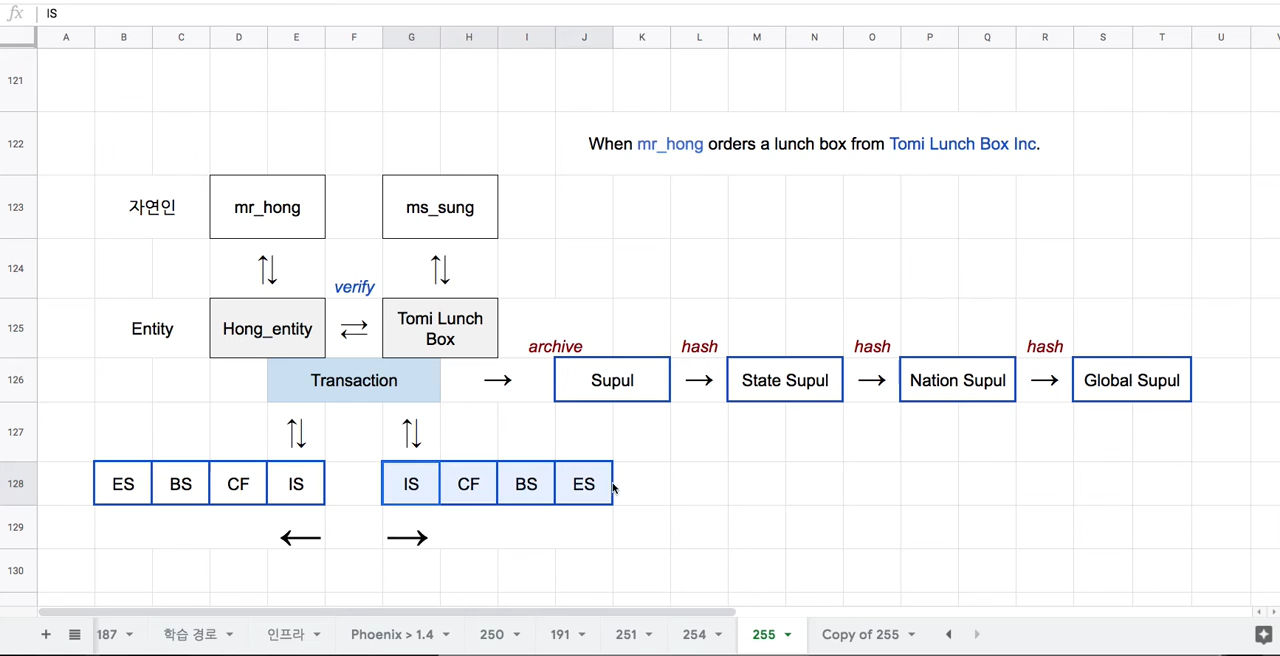 fx IS
A B C D E F G H I J K L M N O P Q R S T U
121
122 When mr_hong orders a lunch box from Tomi Lunch Box Inc.
123 자연인 mr_hong ms_sung
124
verify
125 Entity Hong_entity Tomi Lunch
Box
archive hash hash hash
126 Transaction Supul State Supul Nation Supul Global Supul
127
128 ES BS CF IS IS CF BS ES
129
130
187 학습 경로 인프라 Phoenix > 1.4 250 191 251 254 255 Copy of 255